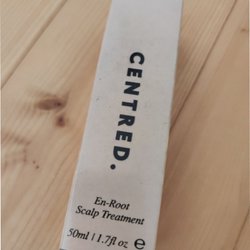 CENTRED.
En-Root
Scalp Treatment
50ml | 1.7fl oz ℮